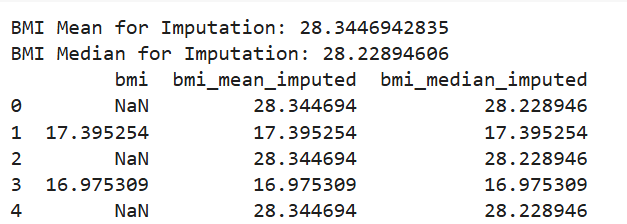 BMI Mean for Imputation: 28.3446942835
BMI Median for Imputation: 28.22894606
bmi bmi_mean_imputed bmi_median_imputed
0 NaN 28.344694 28.228946
1 17.395254 17.395254 17.395254
2 NaN 28.344694 28.228946
3 16.975309 16.975309 16.975309
4 NaN 28.344694 28.228946